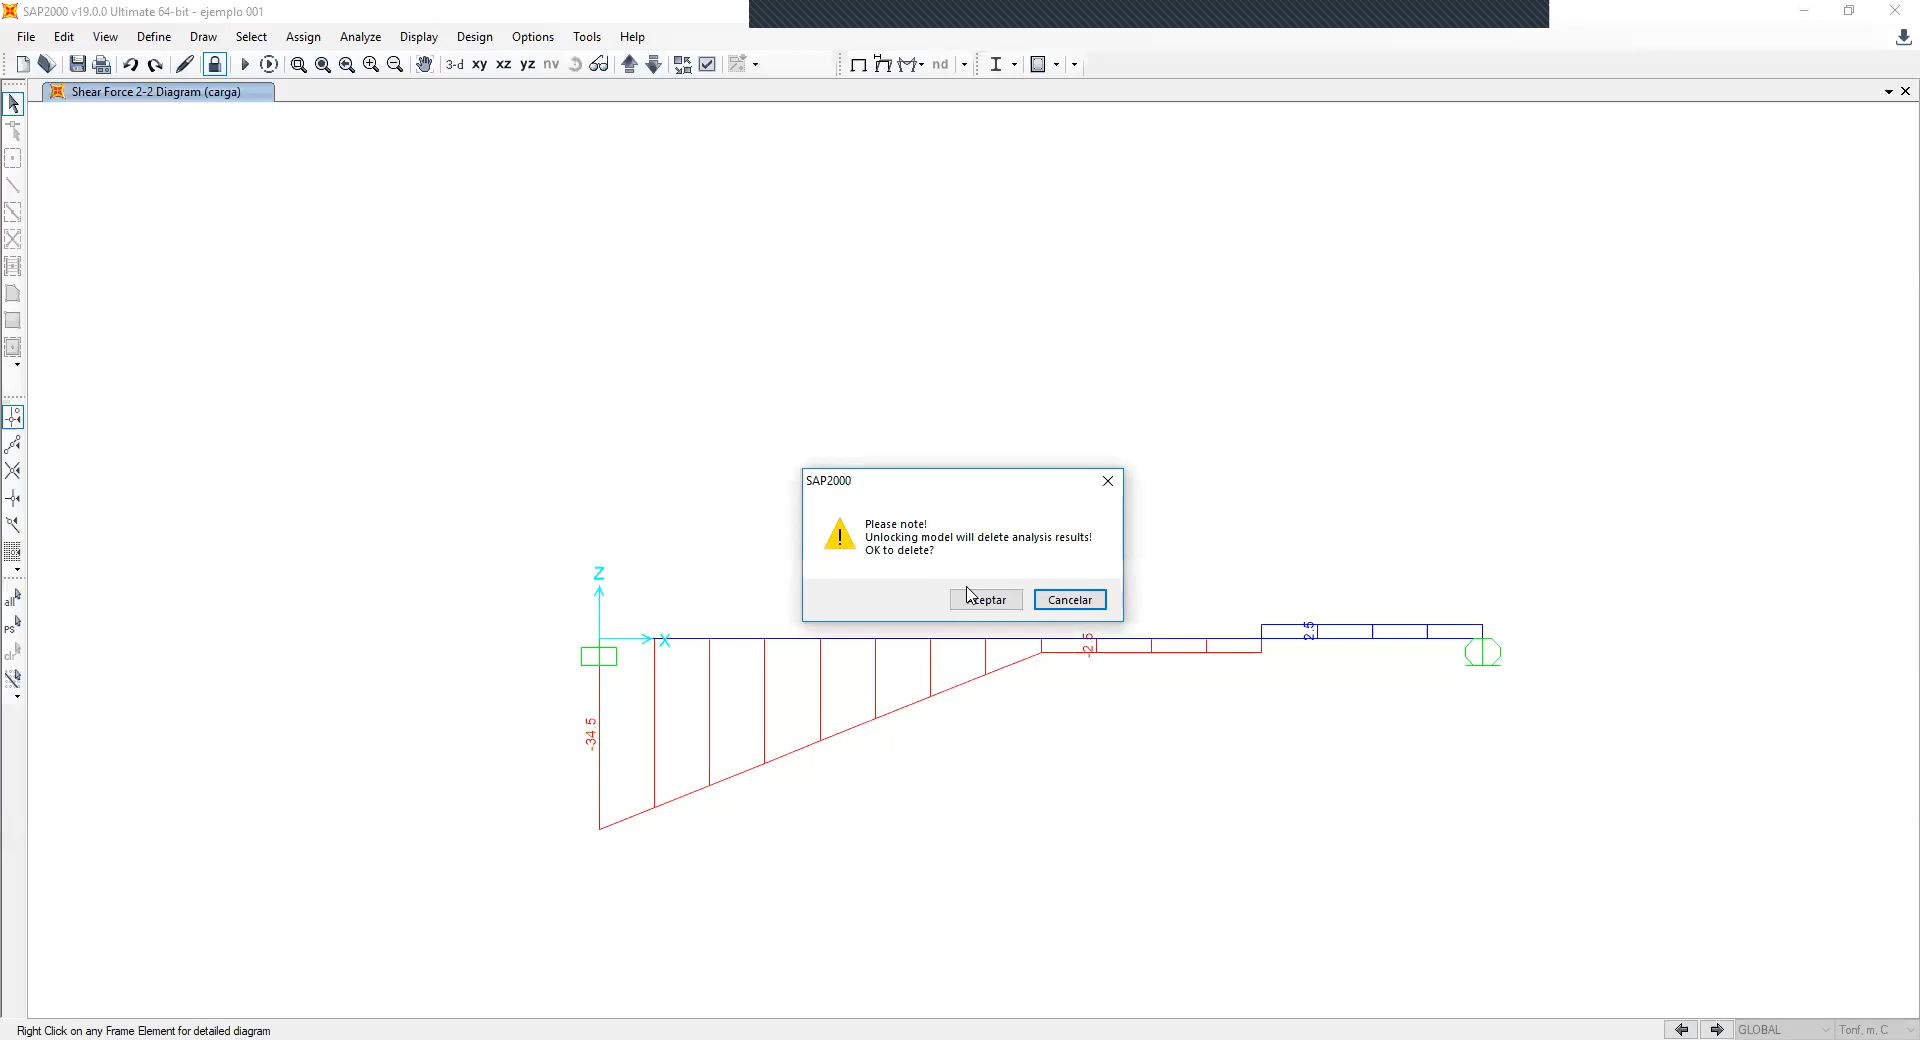 SAP2000 v19.0.0 Ultimate 64-bit - ejemplo 001
File Edit View Define Draw Select Assign Analyze Display Design Options Tools Help
3-d xy xz yz nv nd
Shear Force 2-2 Diagram (carga)
SAP2000
Please note!
Unlocking model will delete analysis results!
OK to delete?
Cancelar
Z
X
-2.5
2.5
-34.5
all
PS
clr
Right Click on any Frame Element for detailed diagram
GLOBAL
Tonf, m, C